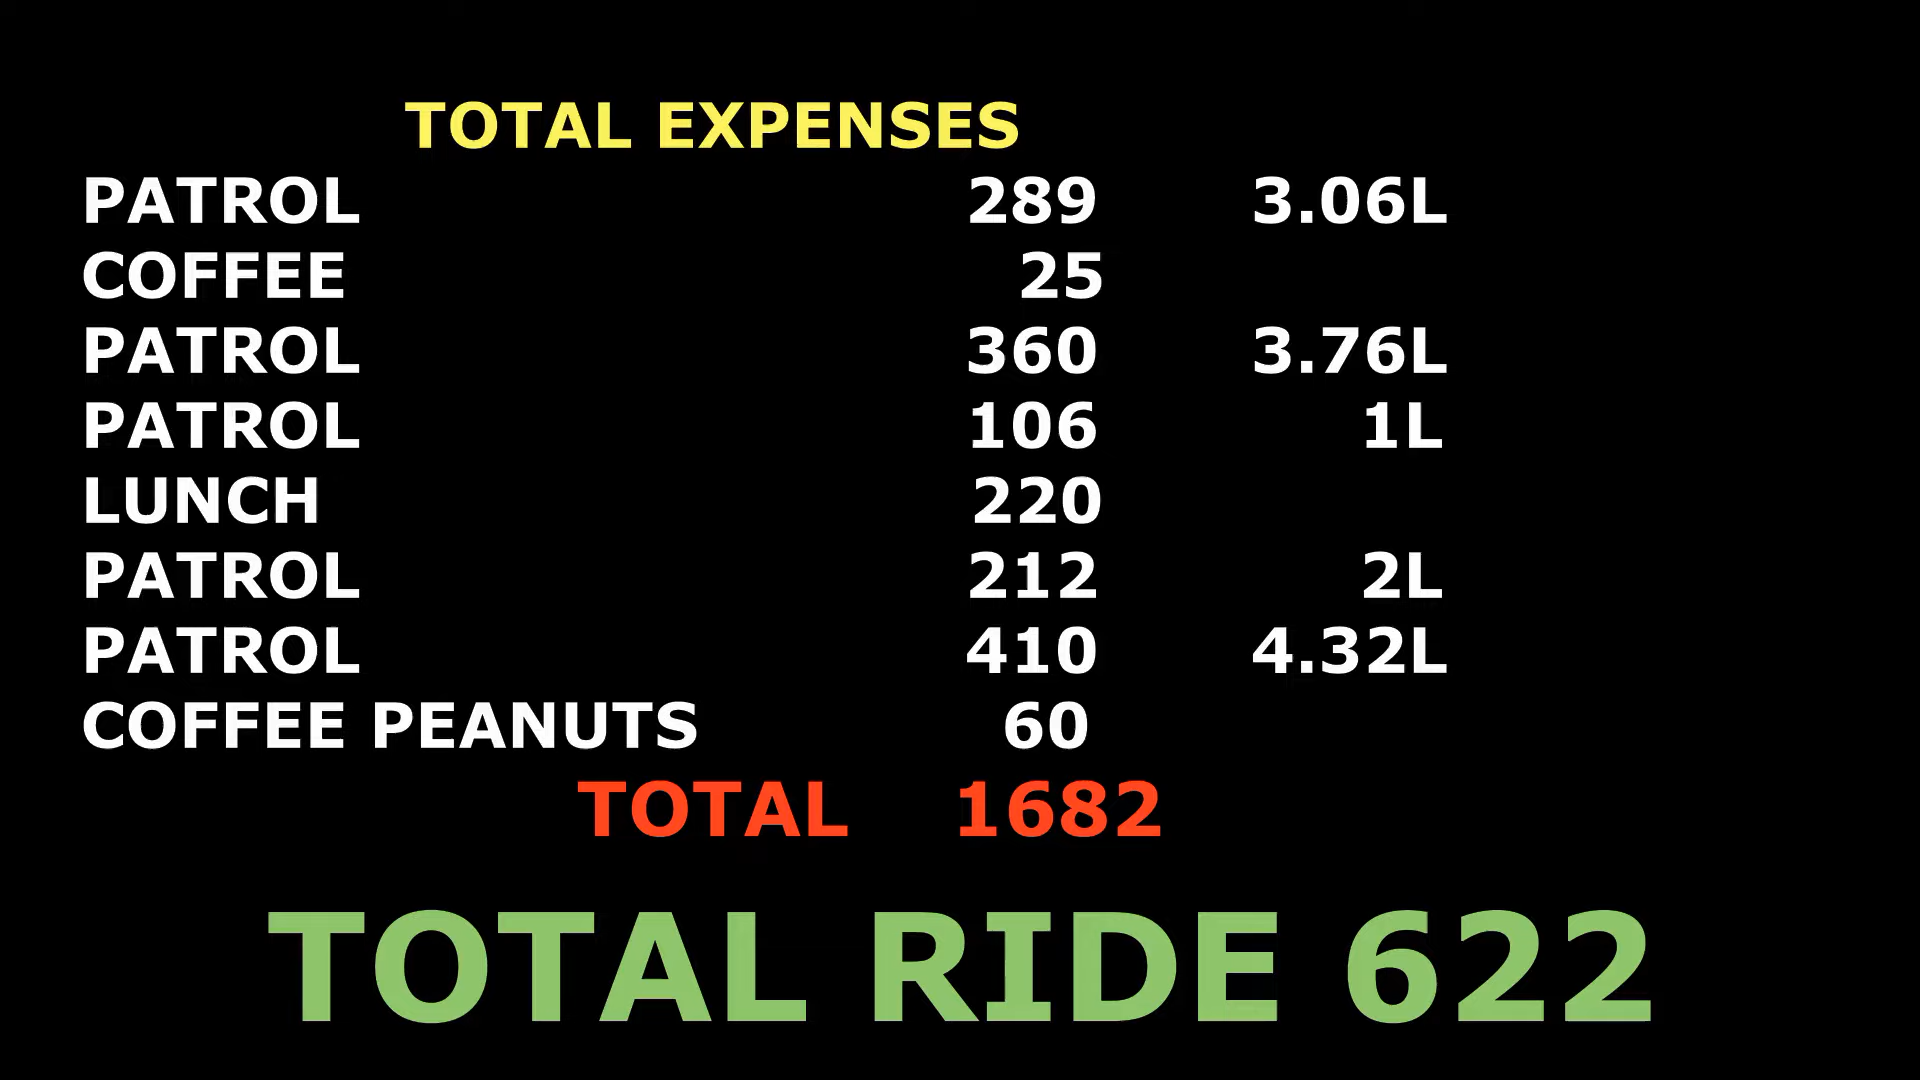 TOTAL EXPENSES
PATROL 289 3.06L
COFFEE 25
PATROL 360 3.76L
PATROL 106 1L
LUNCH 220
PATROL 212 2L
PATROL 410 4.32L
COFFEE PEANUTS 60
TOTAL 1682
TOTAL RIDE 622